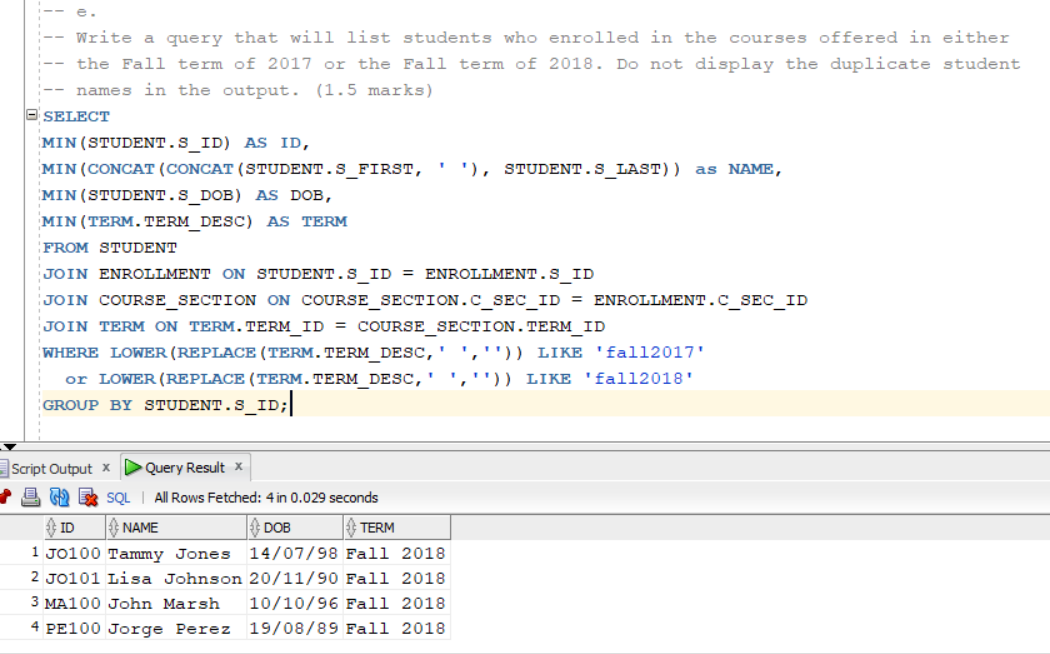 -- e.
-- Write a query that will list students who enrolled in the courses offered in either
-- the Fall term of 2017 or the Fall term of 2018. Do not display the duplicate student
-- names in the output. (1.5 marks)
SELECT
MIN(STUDENT.S_ID) AS ID,
MIN(CONCAT(CONCAT(STUDENT.S_FIRST, ' '), STUDENT.S_LAST)) as NAME,
MIN(STUDENT.S_DOB) AS DOB,
MIN(TERM.TERM_DESC) AS TERM
FROM STUDENT
JOIN ENROLLMENT ON STUDENT.S_ID = ENROLLMENT.S_ID
JOIN COURSE_SECTION ON COURSE_SECTION.C_SEC_ID = ENROLLMENT.C_SEC_ID
JOIN TERM ON TERM.TERM_ID = COURSE_SECTION.TERM_ID
WHERE LOWER(REPLACE(TERM.TERM_DESC,' ','')) LIKE 'fall2017'
  or LOWER(REPLACE(TERM.TERM_DESC,' ','')) LIKE 'fall2018'
GROUP BY STUDENT.S_ID;
Script Output x Query Result x
SQL | All Rows Fetched: 4 in 0.029 seconds
ID NAME DOB TERM
1 JO100 Tammy Jones 14/07/98 Fall 2018
2 JO101 Lisa Johnson 20/11/90 Fall 2018
3 MA100 John Marsh 10/10/96 Fall 2018
4 PE100 Jorge Perez 19/08/89 Fall 2018